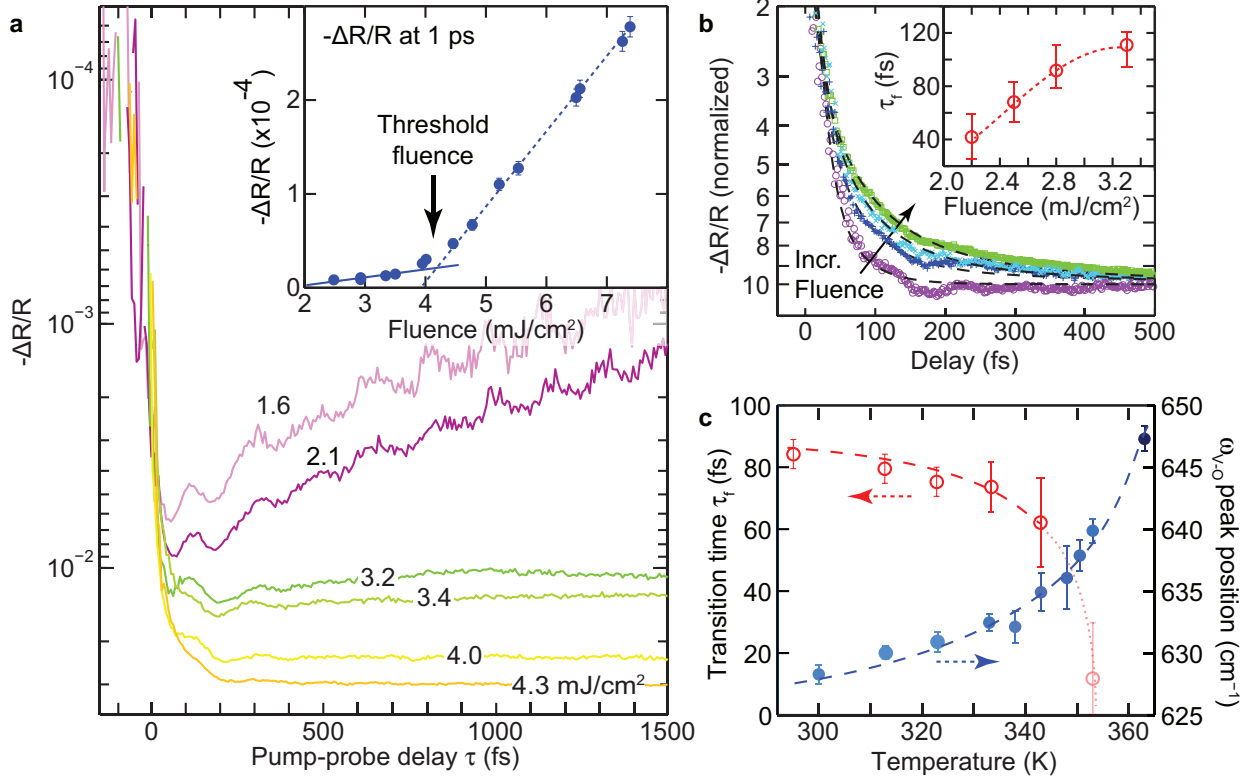 a
-ΔR/R
10⁻⁴
10⁻³
10⁻²
-ΔR/R at 1 ps
-ΔR/R (x10⁻⁴)
2
1
0
Threshold
fluence
2 3 4 5 6 7
Fluence (mJ/cm²)
1.6
2.1
3.2
3.4
4.0
4.3 mJ/cm²
0 500 1000 1500
Pump-probe delay τ (fs)
b
-ΔR/R (normalized)
2
3
4
5
6
7
8
10
Incr.
Fluence
τf (fs)
120
80
40
2.0 2.4 2.8 3.2
Fluence (mJ/cm²)
0 100 200 300 400 500
Delay (fs)
c
Transition time τf (fs)
100
80
60
40
20
0
650
645
640
635
630
625
ωV-O peak position (cm⁻¹)
300 320 340 360
Temperature (K)